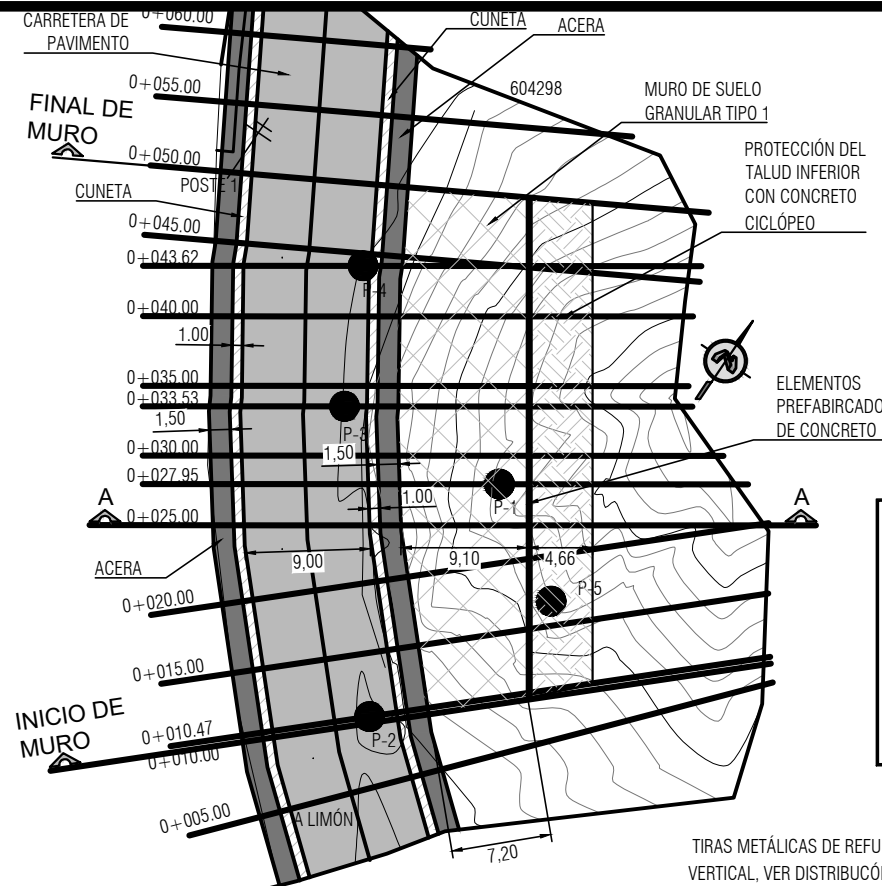 0+060.00
CUNETA
ACERA
CARRETERA DE
PAVIMENTO
604298
MURO DE SUELO
GRANULAR TIPO 1
0+055.00
FINAL DE
MURO
PROTECCIÓN DEL
TALUD INFERIOR
CON CONCRETO
CICLÓPEO
0+050.00
POSTE 1
CUNETA
0+045.00
0+043.62
P-4
0+040.00
1.00
0+035.00
0+033.53
ELEMENTOS
PREFABIRCADO
DE CONCRETO
1,50
P-3
0+030.00
1,50
0+027.95
A
1.00
P-1
A
0+025.00
9,00
9,10
4,66
ACERA
P-5
0+020.00
0+015.00
INICIO DE
MURO
0+010.47
P-2
0+010.00
0+005.00
A LIMÓN
7,20
TIRAS METÁLICAS DE REFU
VERTICAL, VER DISTRIBUCÓ